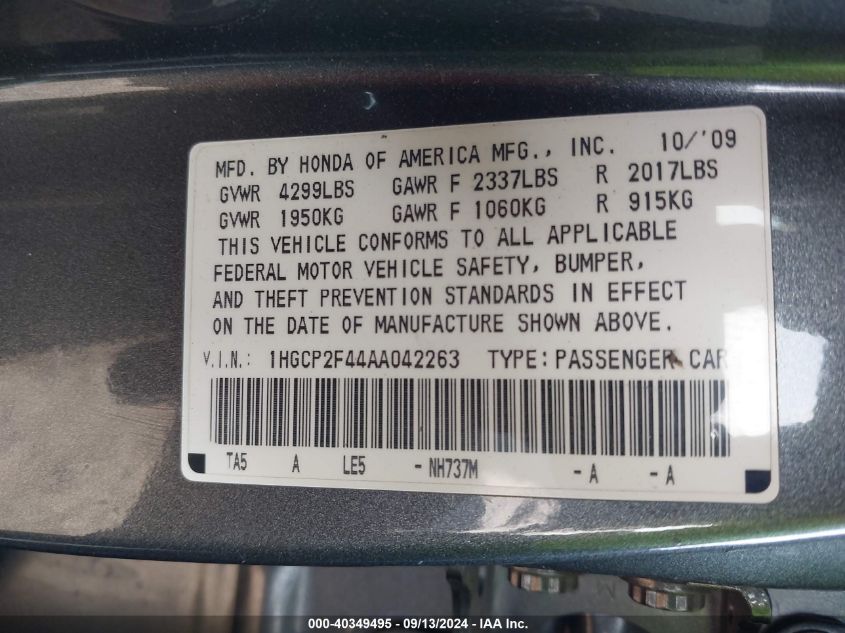 MFD. BY HONDA OF AMERICA MFG., INC. 10/'09
GVWR 4299LBS GAWR F 2337LBS R 2017LBS
GVWR 1950KG GAWR F 1060KG R 915KG
THIS VEHICLE CONFORMS TO ALL APPLICABLE
FEDERAL MOTOR VEHICLE SAFETY, BUMPER,
AND THEFT PREVENTION STANDARDS IN EFFECT
ON THE DATE OF MANUFACTURE SHOWN ABOVE.
V.I.N.: 1HGCP2F44AA042263 TYPE: PASSENGER CAR
TA5 A LE5 - NH737M - A - A
000-40349495 - 09/13/2024 - IAA Inc.